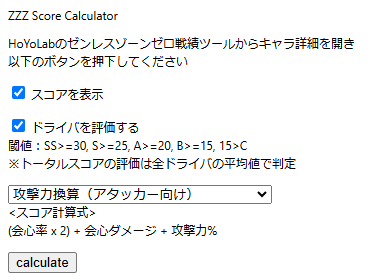 ZZZ Score Calculator
HoYoLabのゼンレスゾーンゼロ戦績ツールからキャラ詳細を開き
以下のボタンを押下してください
スコアを表示
ドライバを評価する
閾値：SS>=30, S>=25, A>=20, B>=15, 15>C
※トータルスコアの評価は全ドライバの平均値で判定
攻撃力換算（アタッカー向け）
<スコア計算式>
(会心率 x 2) + 会心ダメージ + 攻撃力%
calculate